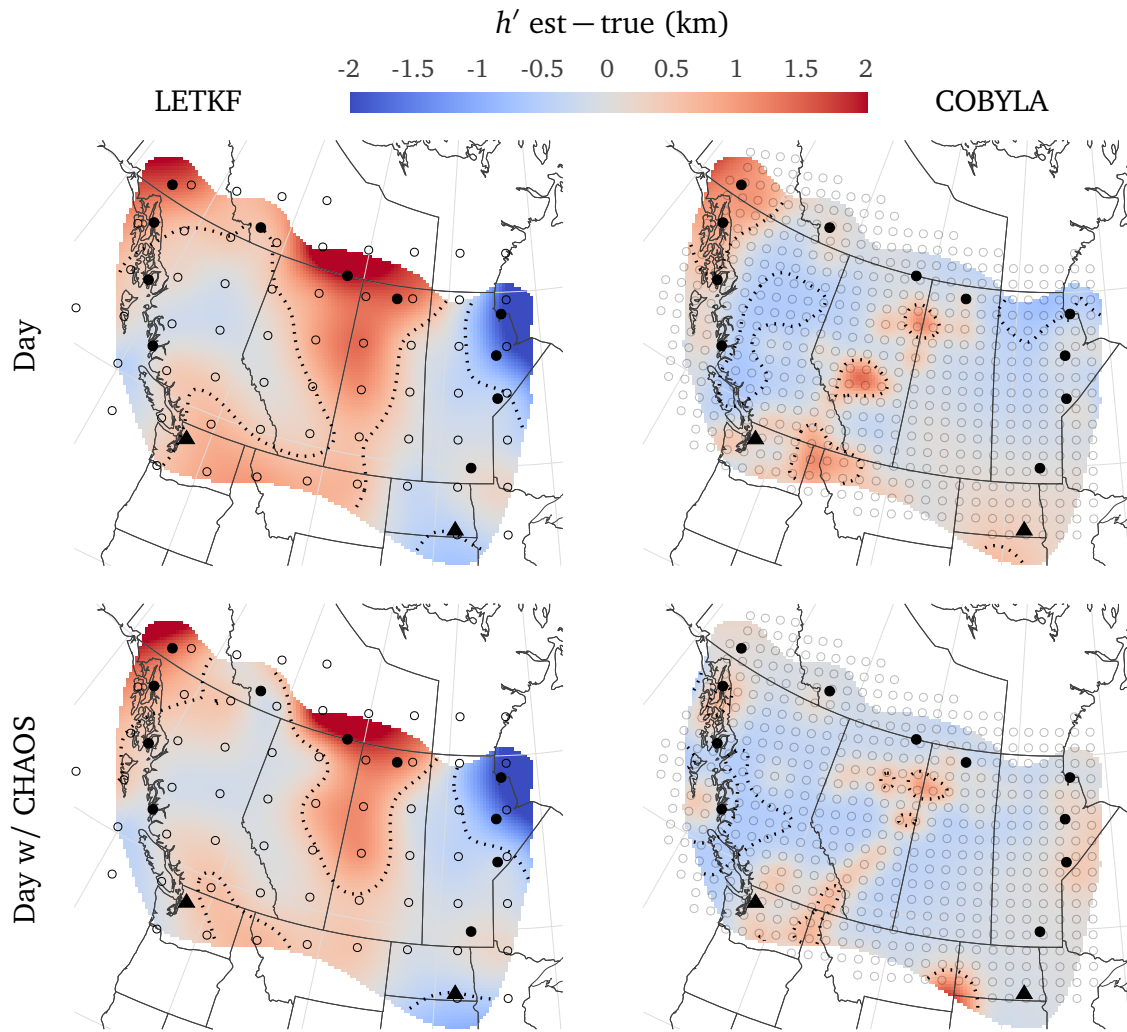 h′ est — true (km)
-2 -1.5 -1 -0.5 0 0.5 1 1.5 2
LETKF COBYLA
Day
Day w/ CHAOS